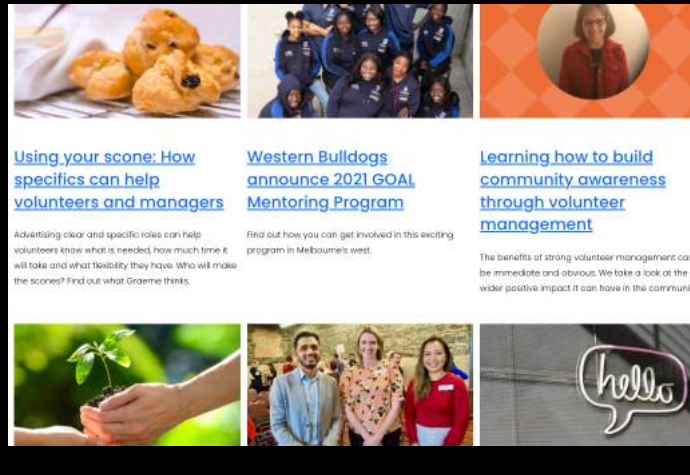 Using your scone: How
specifics can help
volunteers and managers
Advertising clear and specific roles can help
volunteers know what is needed, how much time it
will take and what flexibility they have. Who will make
the scones? Find out what Graeme thinks.
Western Bulldogs
announce 2021 GOAL
Mentoring Program
Find out how you can get involved in this exciting
program in Melbourne's west.
Learning how to build
community awareness
through volunteer
management
The benefits of strong volunteer management ca
be immediate and obvious. We take a look at the
wider positive impact it can have in the communi
hello